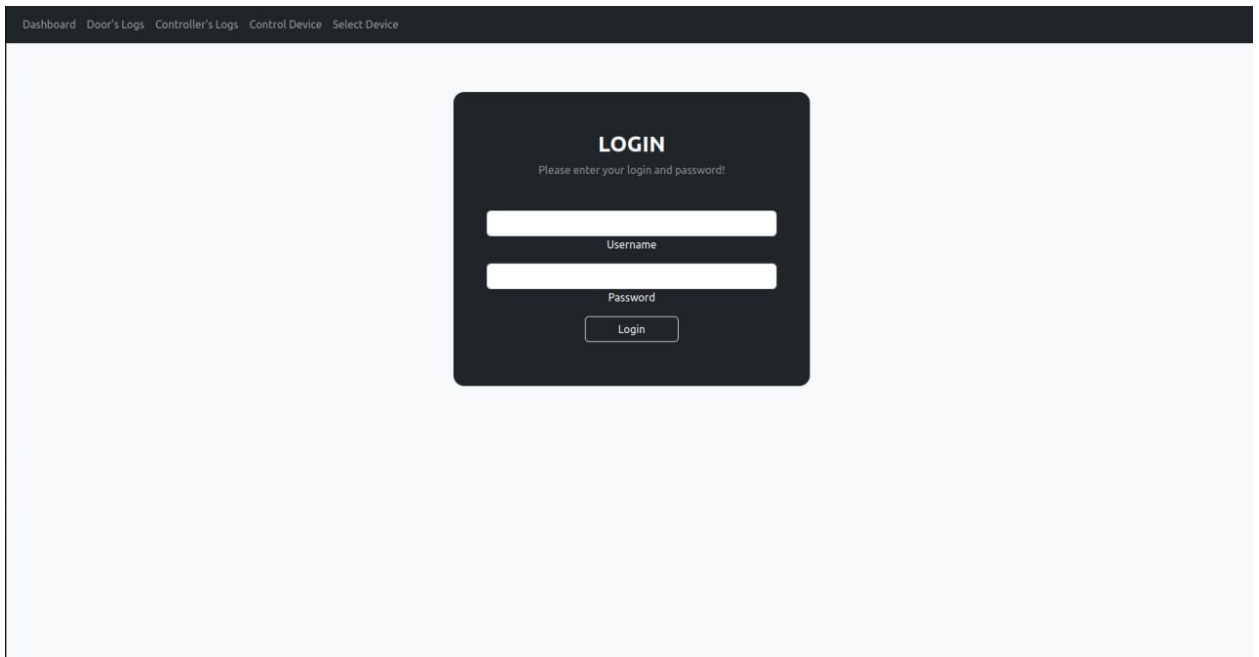 Dashboard Door's Logs Controller's Logs Control Device Select Device
LOGIN
Please enter your login and password!
Username
Password
Login